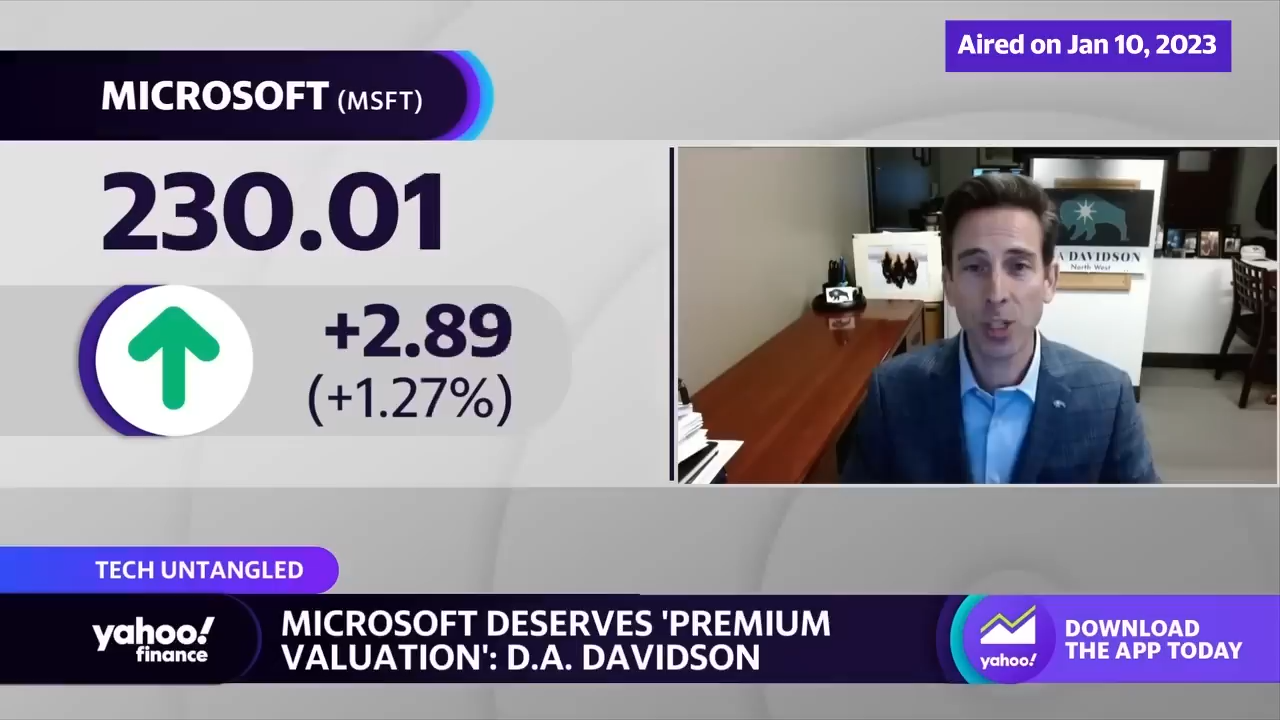 Aired on Jan 10, 2023
MICROSOFT (MSFT)
230.01
+2.89
(+1.27%)
A DAVIDSON
North West
TECH UNTANGLED
yahoo!
finance
MICROSOFT DESERVES 'PREMIUM
VALUATION': D.A. DAVIDSON
yahoo!
DOWNLOAD
THE APP TODAY